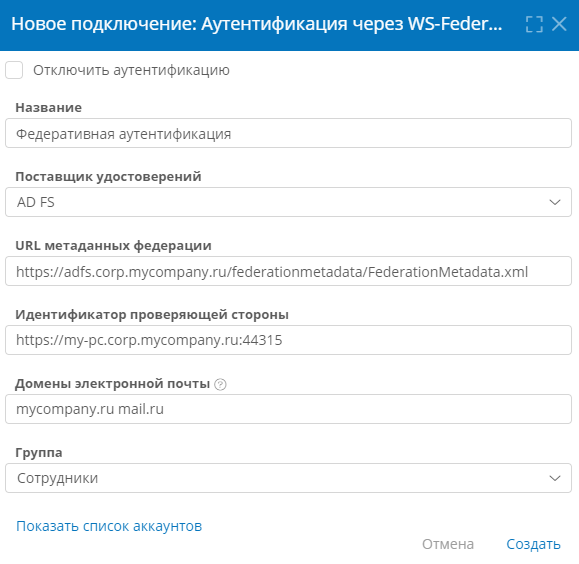 Новое подключение: Аутентификация через WS-Feder...
Отключить аутентификацию
Название
Федеративная аутентификация
Поставщик удостоверений
AD FS
URL метаданных федерации
https://adfs.corp.mycompany.ru/federationmetadata/FederationMetadata.xml
Идентификатор проверяющей стороны
https://my-pc.corp.mycompany.ru:44315
Домены электронной почты ?
mycompany.ru mail.ru
Группа
Сотрудники
Показать список аккаунтов
Отмена Создать